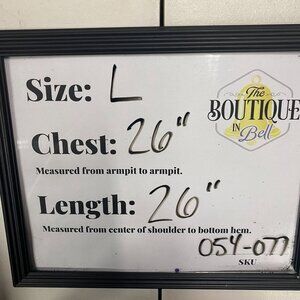 Size: L
The
BOUTIQUE
IN
Bell
Chest: 26"
Measured from armpit to armpit.
Length: 26"
Measured from center of shoulder to bottom hem.
054-077
SKU